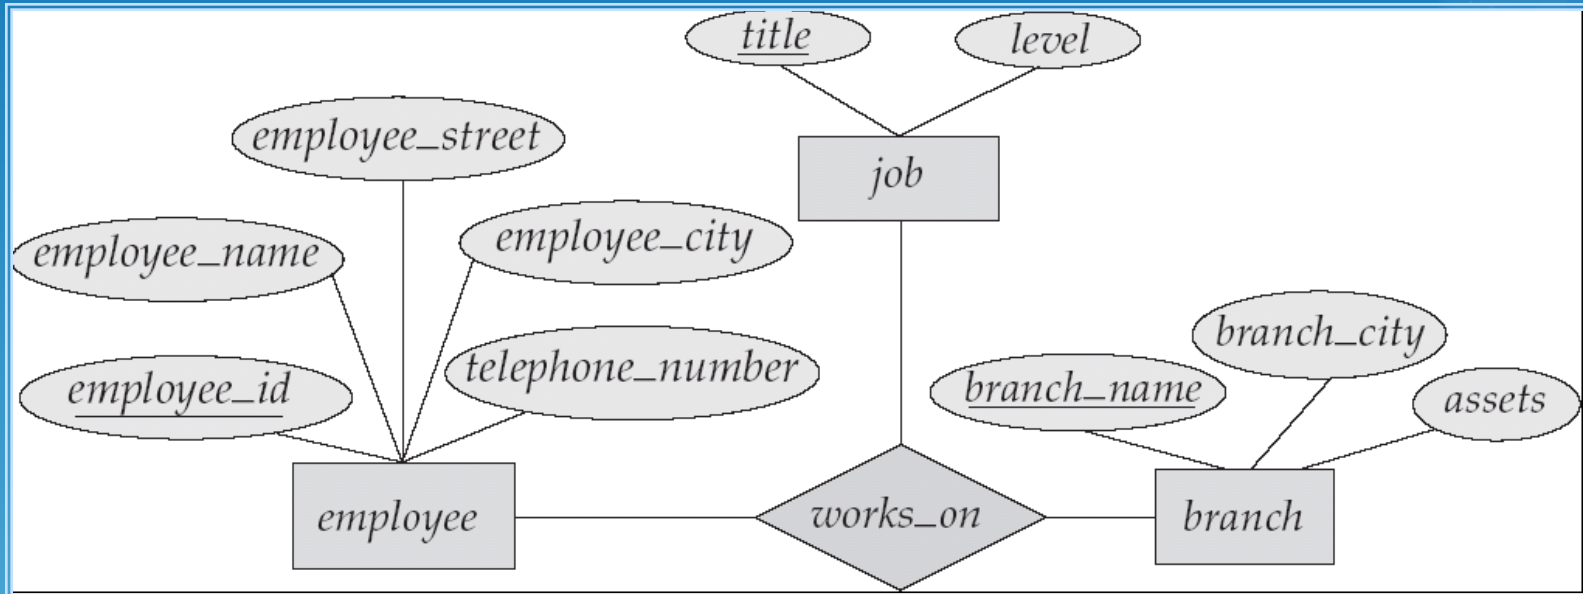 title
level
employee_street
job
employee_name
employee_city
branch_city
employee_id
telephone_number
branch_name
assets
employee
works_on
branch